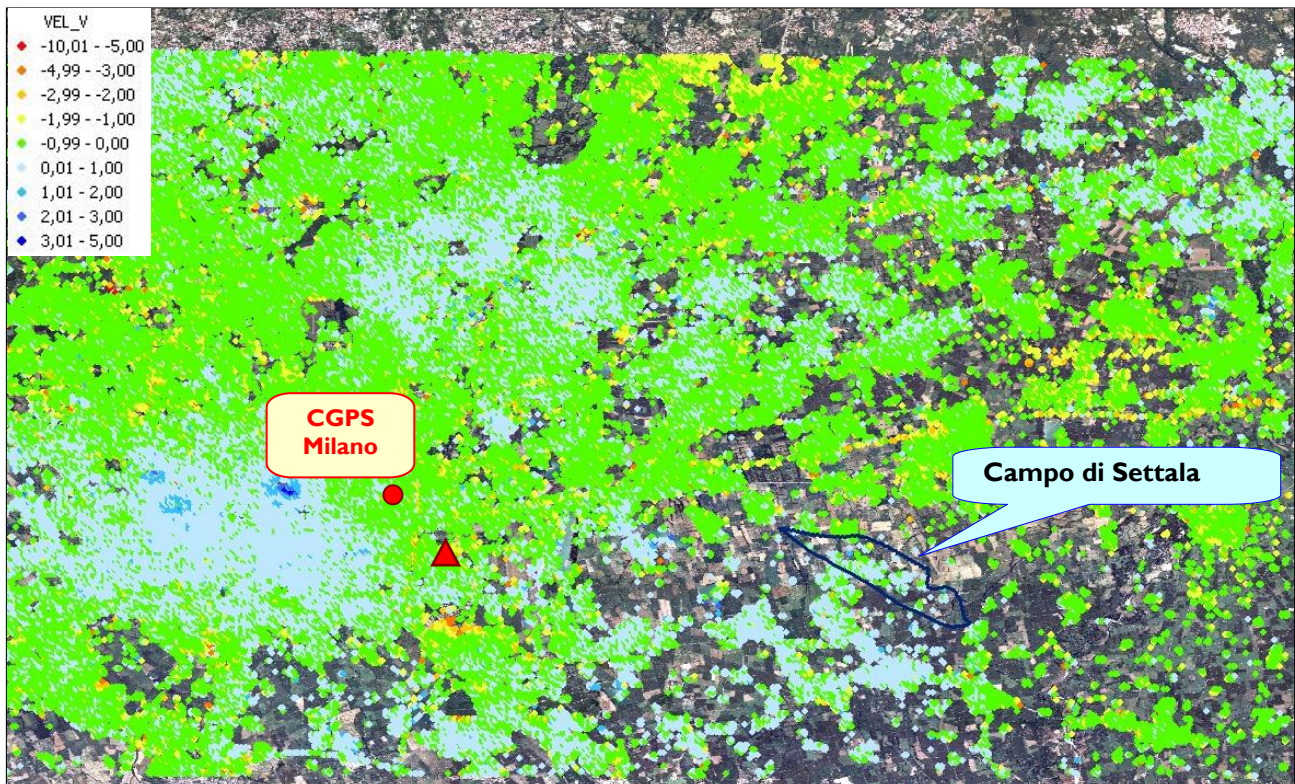 VEL_V
-10,01 - -5,00
-4,99 - -3,00
-2,99 - -2,00
-1,99 - -1,00
-0,99 - 0,00
0,01 - 1,00
1,01 - 2,00
2,01 - 3,00
3,01 - 5,00
CGPS
Milano
Campo di Settala